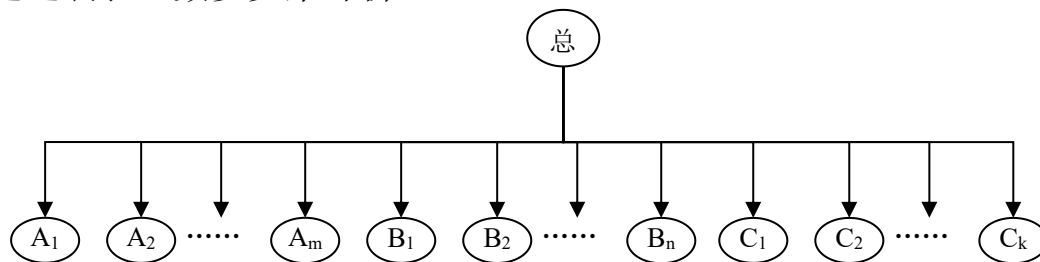 总
A₁ A₂ …… Aₘ B₁ B₂ …… Bₙ C₁ C₂ …… Cₖ